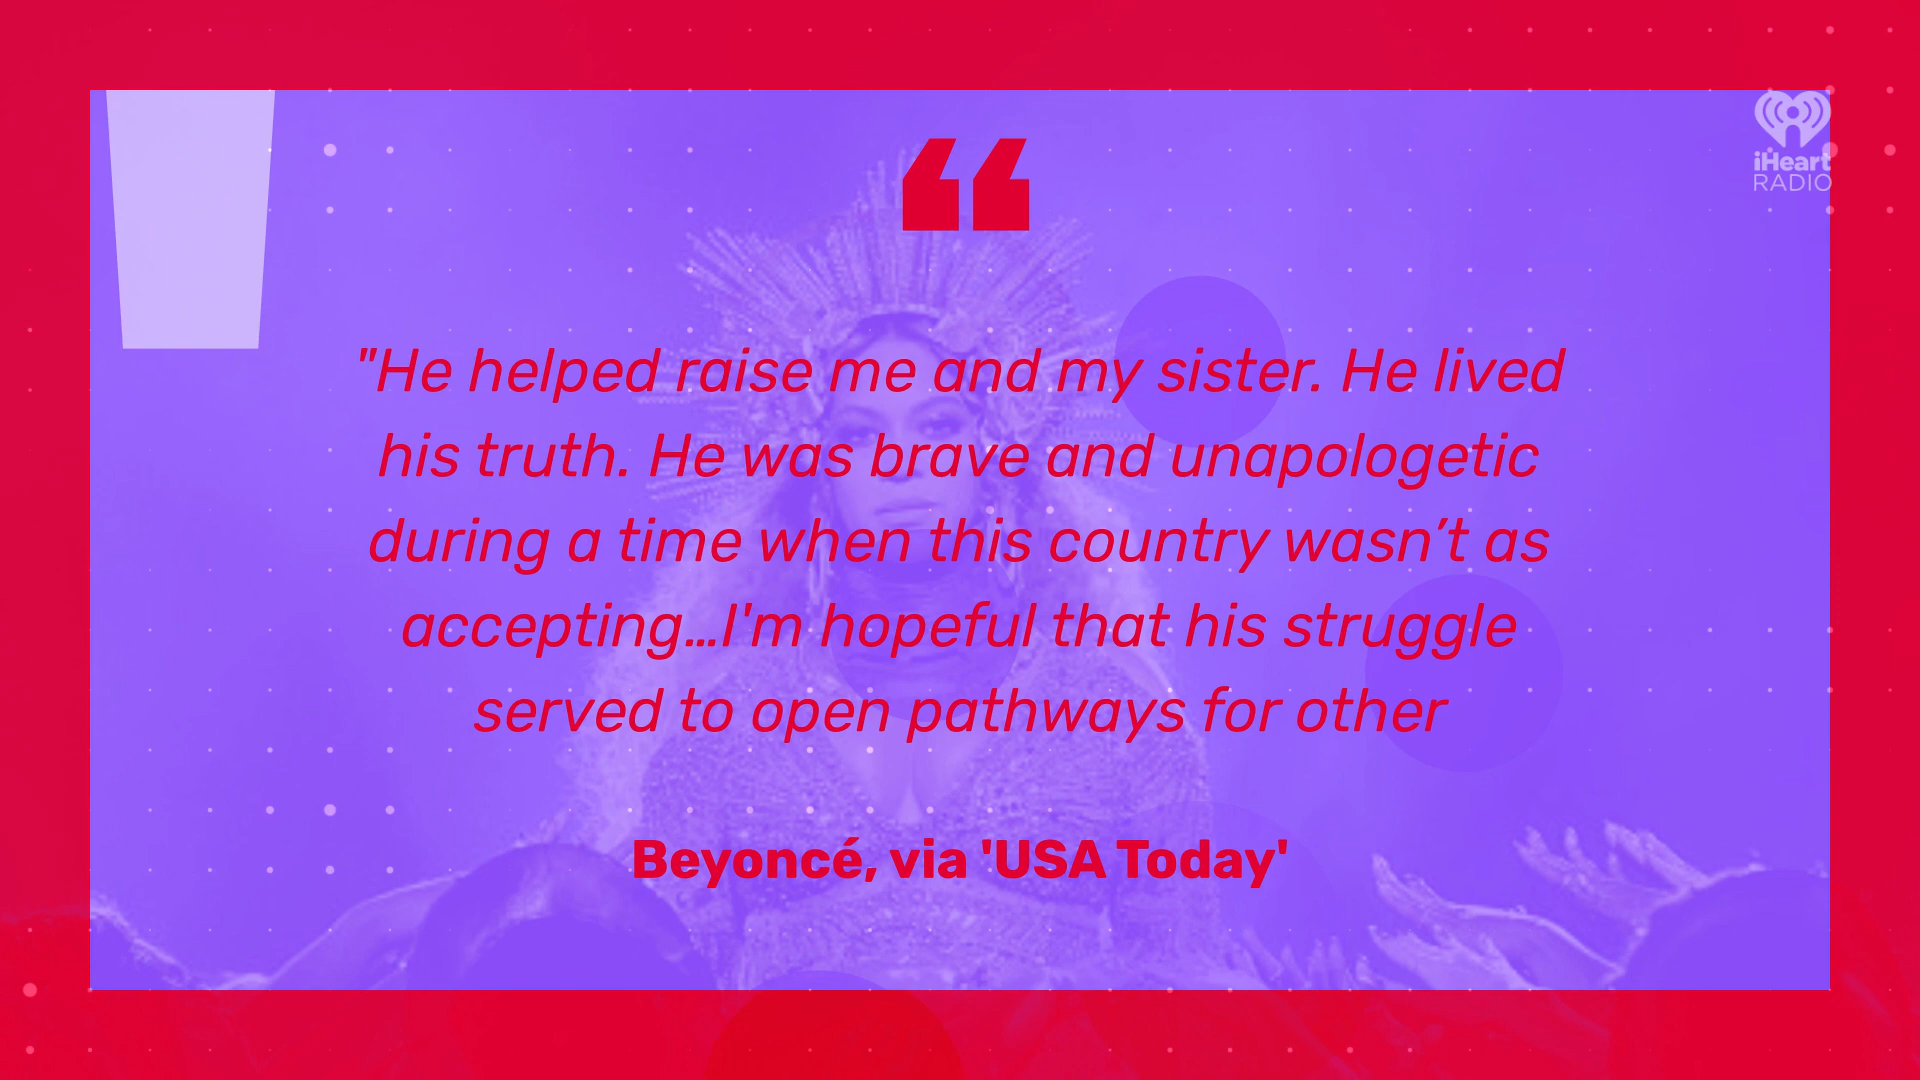 iHeart
RADIO
“
"He helped raise me and my sister. He lived
his truth. He was brave and unapologetic
during a time when this country wasn’t as
accepting…I'm hopeful that his struggle
served to open pathways for other
Beyoncé, via 'USA Today'